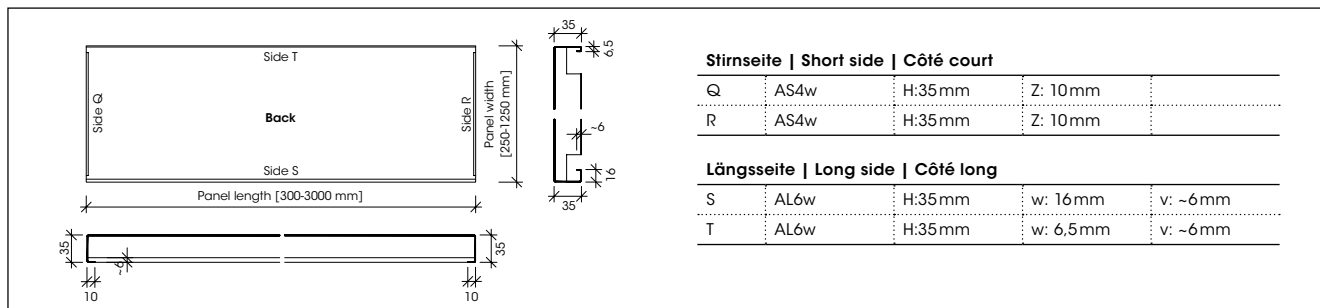 Side T
Side Q
Back
Side R
Side S
Panel width
[250-1250 mm]
Panel length [300-3000 mm]
35
6,5
~6
16
35
35
~6
35
10
10
Stirnseite | Short side | Côté court
Q AS4w H:35mm Z: 10mm
R AS4w H:35mm Z: 10mm
Längsseite | Long side | Côté long
S AL6w H:35mm w: 16mm v: ~6mm
T AL6w H:35mm w: 6,5mm v: ~6mm